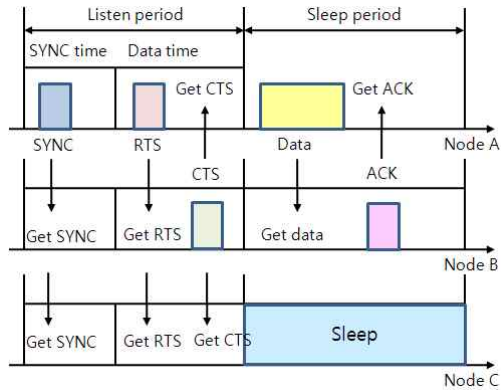 Listen period
Sleep period
SYNC time
Data time
Get CTS
Get ACK
SYNC
RTS
Data
Node A
CTS
ACK
Get SYNC
Get RTS
Get data
Node B
Get SYNC
Get RTS
Get CTS
Sleep
Node C